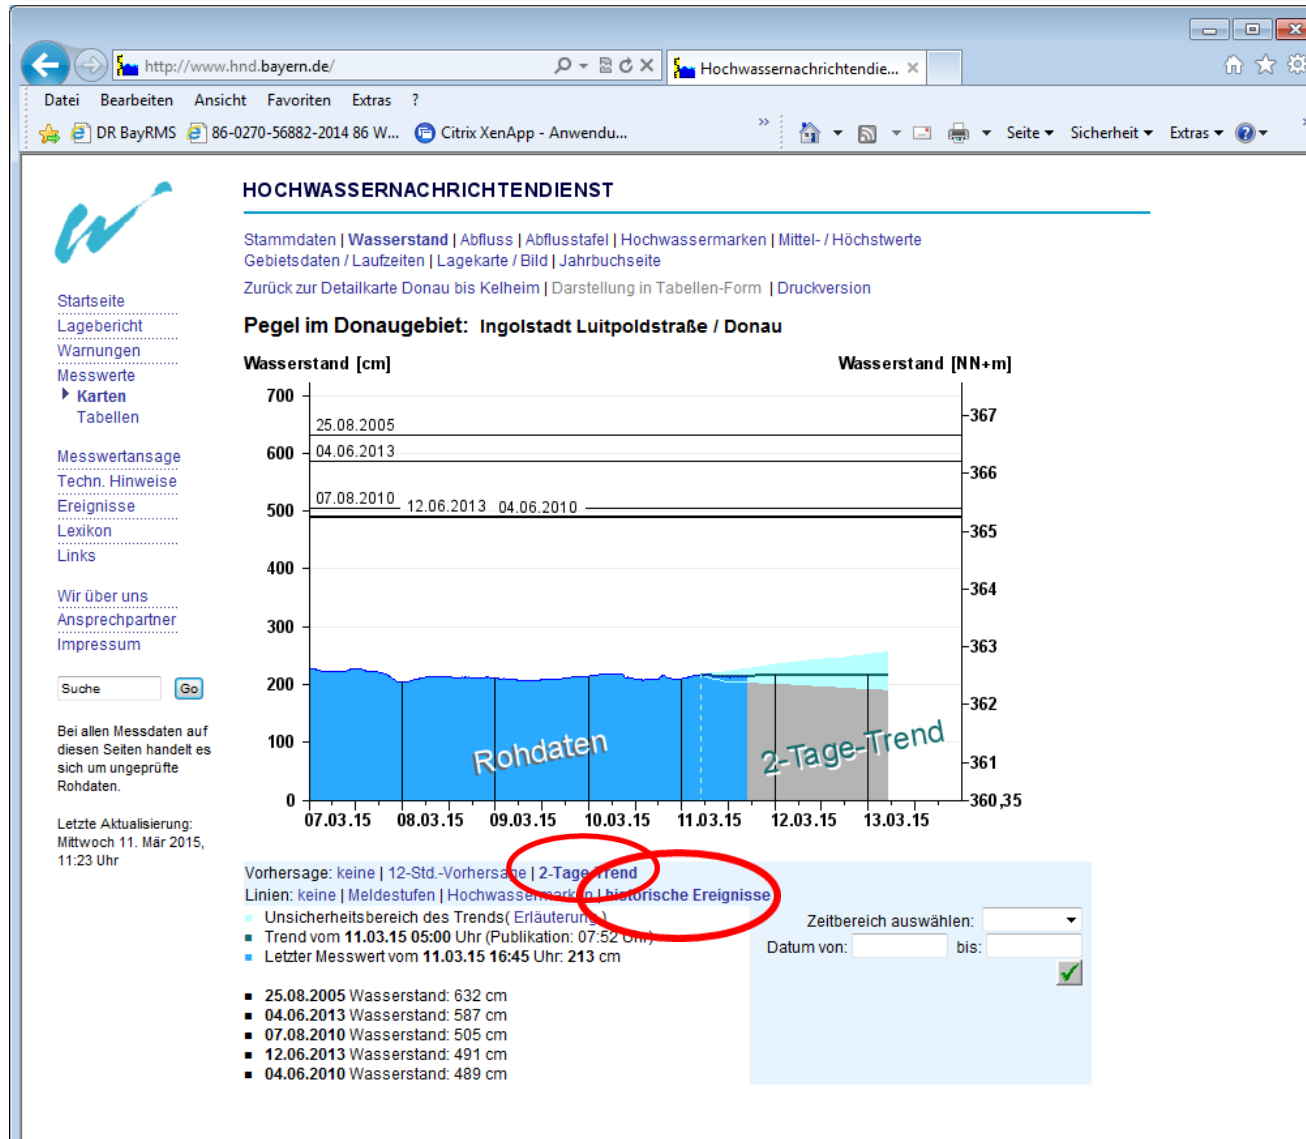 http://www.hnd.bayern.de/
Hochwassernachrichtendie...
Datei Bearbeiten Ansicht Favoriten Extras ?
DR BayRMS 86-0270-56882-2014 86 W... Citrix XenApp - Anwendu... Seite Sicherheit Extras
HOCHWASSERNACHRICHTENDIENST
Stammdaten | Wasserstand | Abfluss | Abflusstafel | Hochwassermarken | Mittel- / Höchstwerte
Gebietsdaten / Laufzeiten | Lagekarte / Bild | Jahrbuchseite
Zurück zur Detailkarte Donau bis Kelheim | Darstellung in Tabellen-Form | Druckversion
Startseite
Lagebericht
Warnungen
Messwerte
Karten
Tabellen
Messwertansage
Techn. Hinweise
Ereignisse
Lexikon
Links
Wir über uns
Ansprechpartner
Impressum
Suche Go
Bei allen Messdaten auf
diesen Seiten handelt es
sich um ungeprüfte
Rohdaten.
Letzte Aktualisierung:
Mittwoch 11. Mär 2015,
11:23 Uhr
Pegel im Donaugebiet: Ingolstadt Luitpoldstraße / Donau
Wasserstand [cm] Wasserstand [NN+m]
700
367
25.08.2005
600 04.06.2013
366
07.08.2010 12.06.2013 04.06.2010
500
365
400
364
300
363
200
362
100 Rohdaten 2-Tage-Trend
361
0 360,35
07.03.15 08.03.15 09.03.15 10.03.15 11.03.15 12.03.15 13.03.15
Vorhersage: keine | 12-Std.-Vorhersage | 2-Tage-Trend
Linien: keine | Meldestufen | Hochwassermarken | historische Ereignisse
Unsicherheitsbereich des Trends( Erläuterung )
Trend vom 11.03.15 05:00 Uhr (Publikation: 07:52 Uhr)
Letzter Messwert vom 11.03.15 16:45 Uhr: 213 cm
25.08.2005 Wasserstand: 632 cm
04.06.2013 Wasserstand: 587 cm
07.08.2010 Wasserstand: 505 cm
12.06.2013 Wasserstand: 491 cm
04.06.2010 Wasserstand: 489 cm
Zeitbereich auswählen:
Datum von: bis: